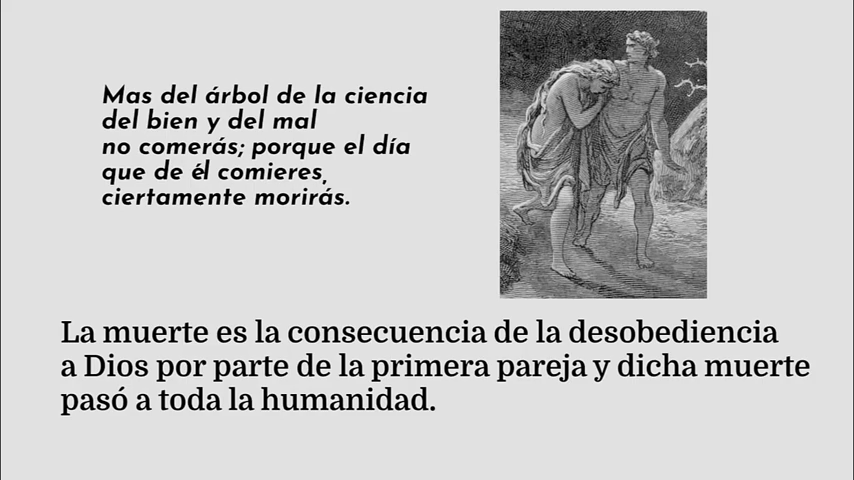 Mas del árbol de la ciencia
del bien y del mal
no comerás; porque el día
que de él comieres,
ciertamente morirás.
La muerte es la consecuencia de la desobediencia
a Dios por parte de la primera pareja y dicha muerte
pasó a toda la humanidad.